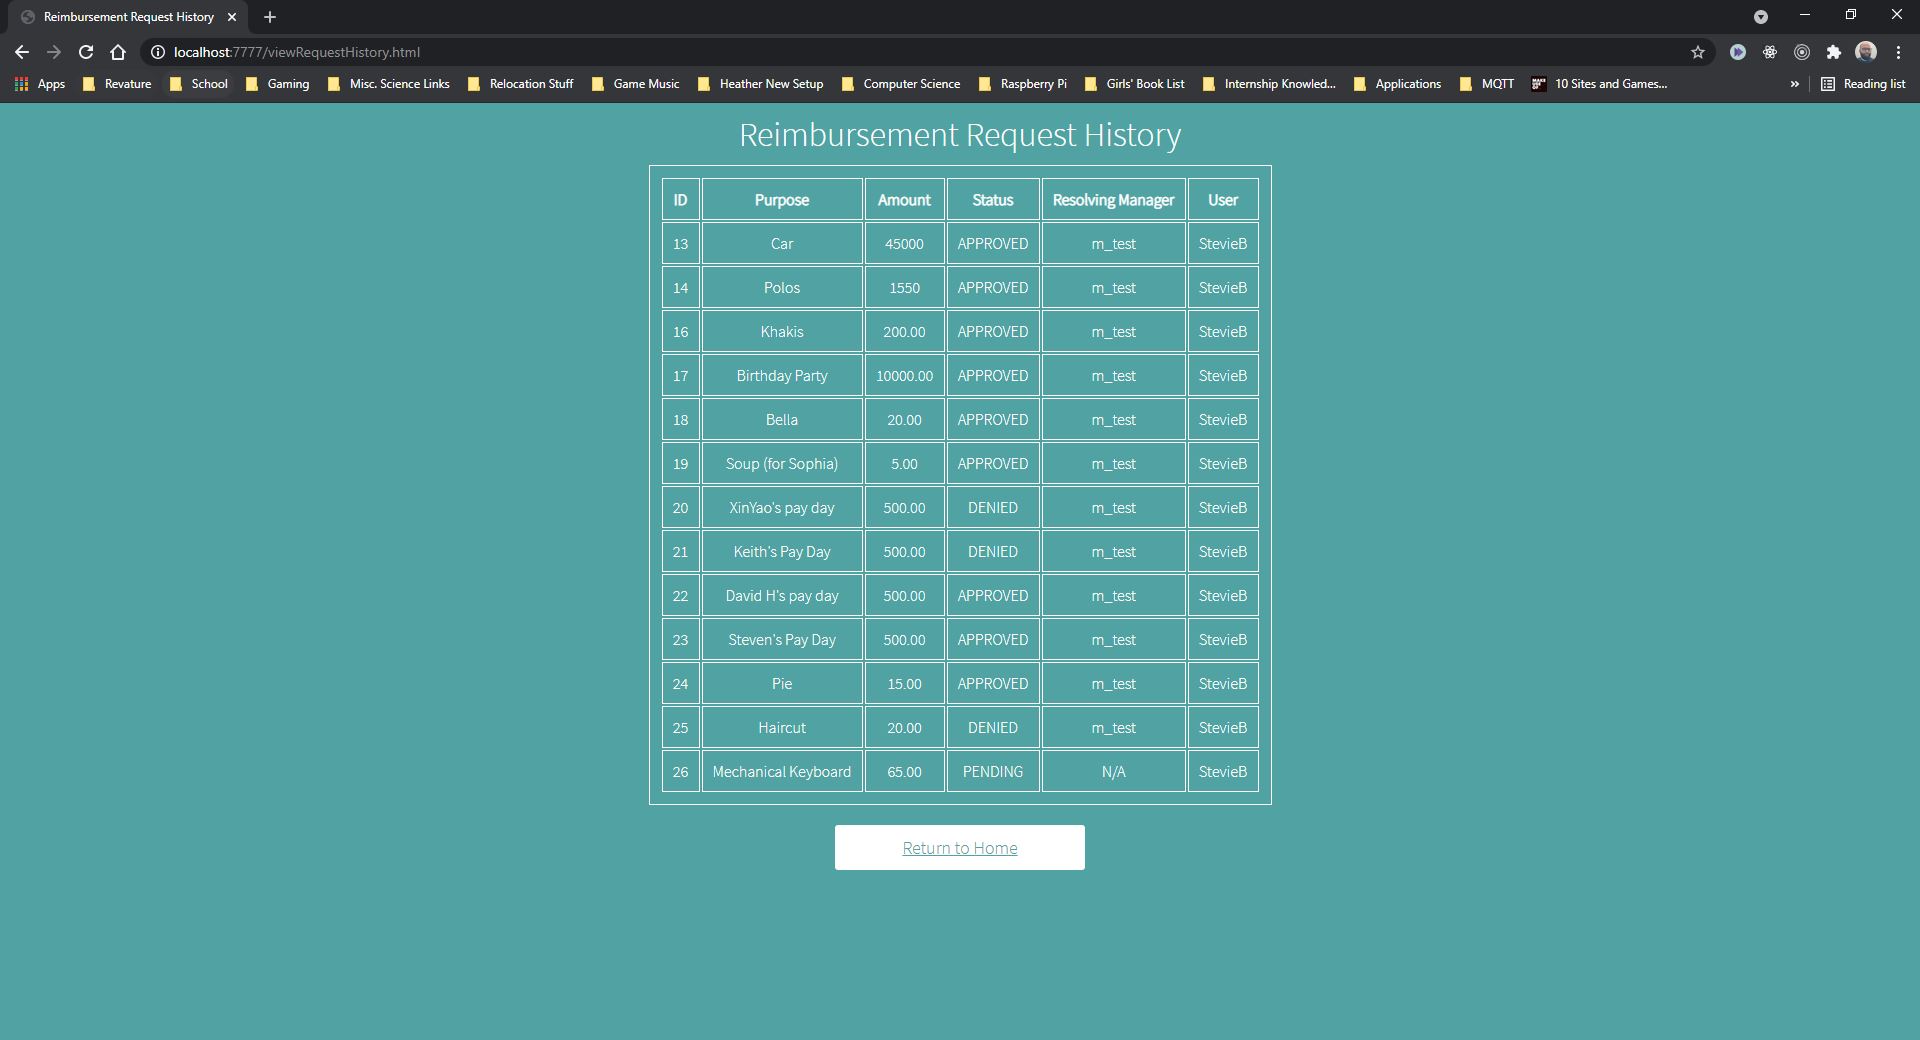 Reimbursement Request History
localhost:7777/viewRequestHistory.html
Apps Revature School Gaming Misc. Science Links Relocation Stuff Game Music Heather New Setup Computer Science Raspberry Pi Girls' Book List Internship Knowled... Applications MQTT 10 Sites and Games... » Reading list
Reimbursement Request History
ID Purpose Amount Status Resolving Manager User
13 Car 45000 APPROVED m_test StevieB
14 Polos 1550 APPROVED m_test StevieB
16 Khakis 200.00 APPROVED m_test StevieB
17 Birthday Party 10000.00 APPROVED m_test StevieB
18 Bella 20.00 APPROVED m_test StevieB
19 Soup (for Sophia) 5.00 APPROVED m_test StevieB
20 XinYao's pay day 500.00 DENIED m_test StevieB
21 Keith's Pay Day 500.00 DENIED m_test StevieB
22 David H's pay day 500.00 APPROVED m_test StevieB
23 Steven's Pay Day 500.00 APPROVED m_test StevieB
24 Pie 15.00 APPROVED m_test StevieB
25 Haircut 20.00 DENIED m_test StevieB
26 Mechanical Keyboard 65.00 PENDING N/A StevieB
Return to Home